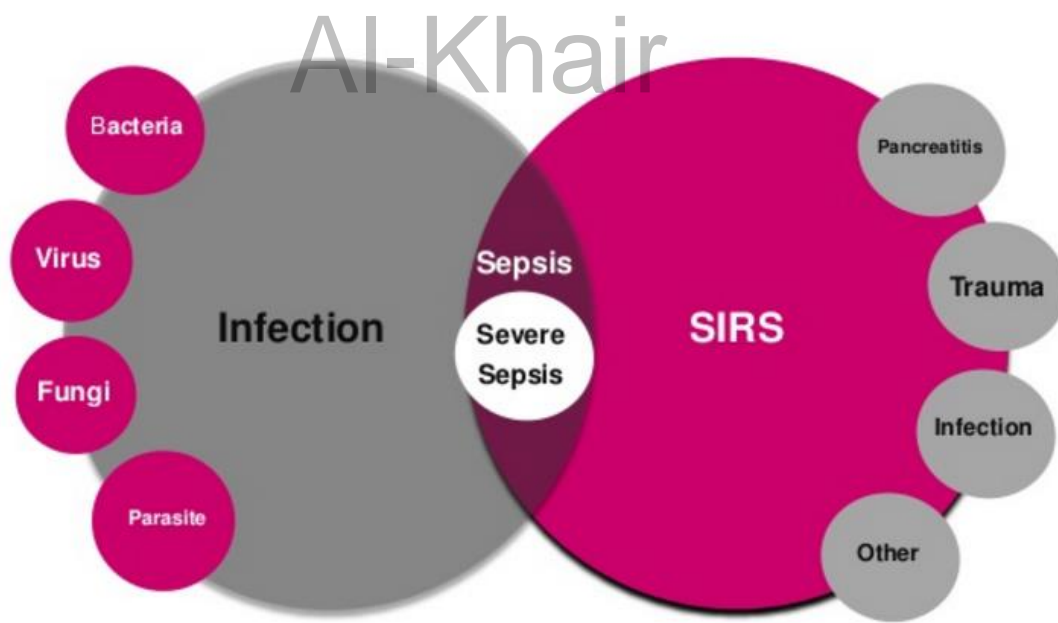 Al-Khair
Bacteria
Virus
Fungi
Parasite
Infection
Sepsis
Severe
Sepsis
SIRS
Pancreatitis
Trauma
Infection
Other